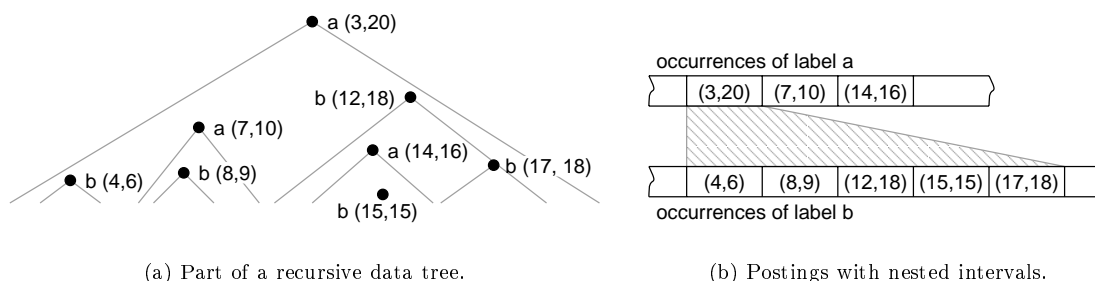 a (3,20)
b (12,18)
a (7,10)
a (14,16)
b (4,6)
b (8,9)
b (17, 18)
b (15,15)
(a) Part of a recursive data tree.
occurrences of label a
(3,20) (7,10) (14,16)
(4,6) (8,9) (12,18) (15,15) (17,18)
occurrences of label b
(b) Postings with nested intervals.